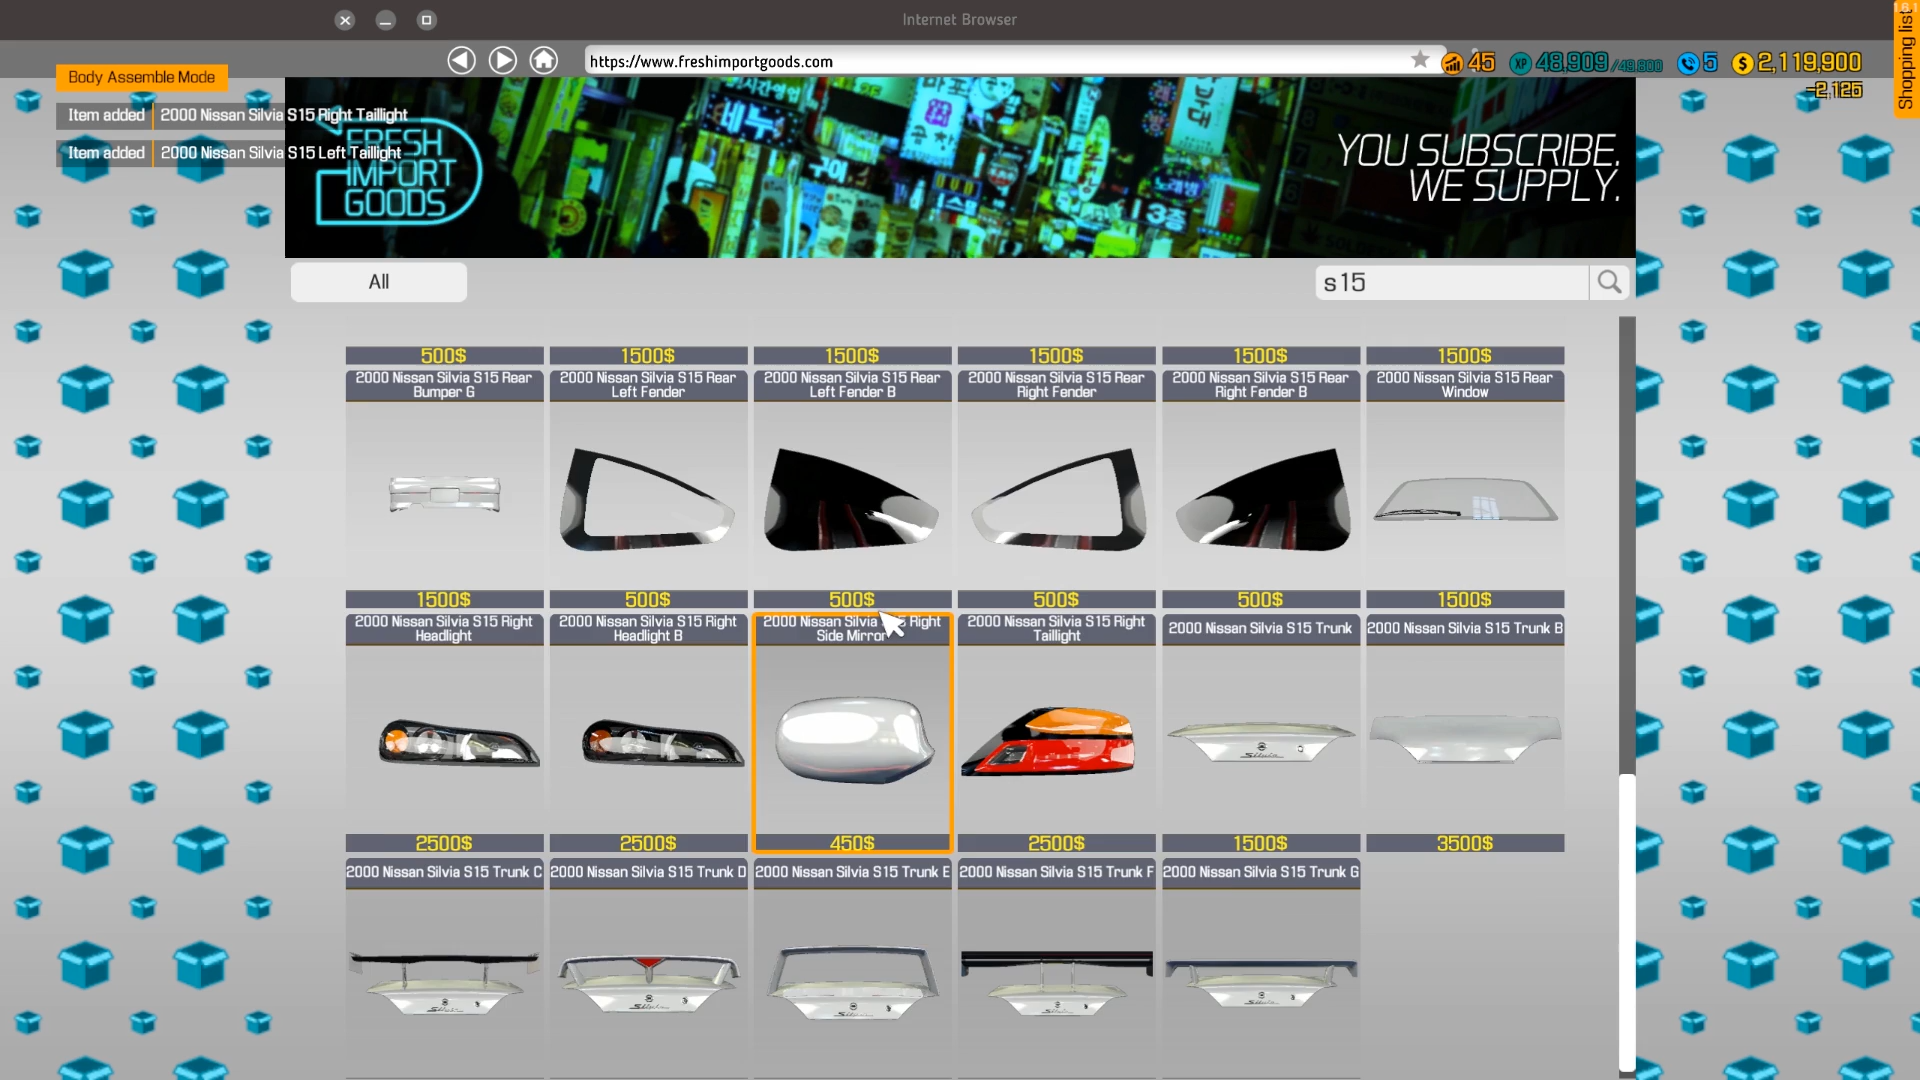 Internet Browser
1.6.1
Shopping list
https://www.freshimportgoods.com
45
XP 48,909 /49,800
5
$ 2,119,900
-2,125
Body Assemble Mode
Item added 2000 Nissan Silvia S15 Right Taillight
Item added 2000 Nissan Silvia S15 Left Taillight
FRESH
IMPORT
GOODS
YOU SUBSCRIBE.
WE SUPPLY.
All
s15
500$ 1500$ 1500$ 1500$ 1500$ 1500$
2000 Nissan Silvia S15 Rear Bumper G
2000 Nissan Silvia S15 Rear Left Fender
2000 Nissan Silvia S15 Rear Left Fender B
2000 Nissan Silvia S15 Rear Right Fender
2000 Nissan Silvia S15 Rear Right Fender B
2000 Nissan Silvia S15 Rear Window
1500$ 500$ 500$ 500$ 500$ 1500$
2000 Nissan Silvia S15 Right Headlight
2000 Nissan Silvia S15 Right Headlight B
2000 Nissan Silvia Right Side Mirror
2000 Nissan Silvia S15 Right Taillight
2000 Nissan Silvia S15 Trunk
2000 Nissan Silvia S15 Trunk B
2500$ 2500$ 450$ 2500$ 1500$ 3500$
2000 Nissan Silvia S15 Trunk C
2000 Nissan Silvia S15 Trunk D
2000 Nissan Silvia S15 Trunk E
2000 Nissan Silvia S15 Trunk F
2000 Nissan Silvia S15 Trunk G